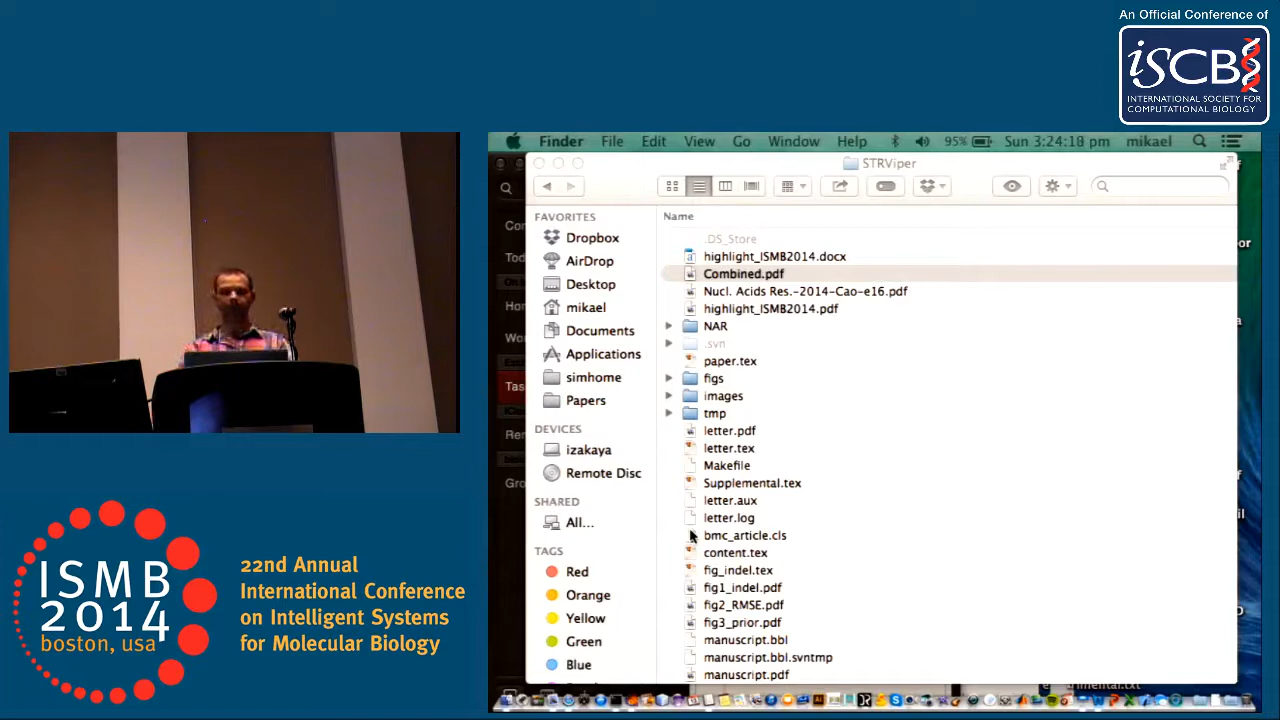 An Official Conference of
iSCB
INTERNATIONAL SOCIETY FOR
COMPUTATIONAL BIOLOGY
Finder File Edit View Go Window Help 95% Sun 3:24:18 pm mikael
STRViper
FAVORITES
Dropbox
AirDrop
Desktop
mikael
Documents
Applications
simhome
Papers
DEVICES
izakaya
Remote Disc
SHARED
All...
TAGS
Red
Orange
Yellow
Green
Blue
Name
.DS_Store
highlight_ISMB2014.docx
Combined.pdf
Nucl. Acids Res.-2014-Cao-e16.pdf
highlight_ISMB2014.pdf
NAR
.svn
paper.tex
figs
images
tmp
letter.pdf
letter.tex
Makefile
Supplemental.tex
letter.aux
letter.log
bmc_article.cls
content.tex
fig_indel.tex
fig1_indel.pdf
fig2_RMSE.pdf
fig3_prior.pdf
manuscript.bbl
manuscript.bbl.svntmp
manuscript.pdf
ISMB
2014
boston, usa
22nd Annual
International Conference
on Intelligent Systems
for Molecular Biology